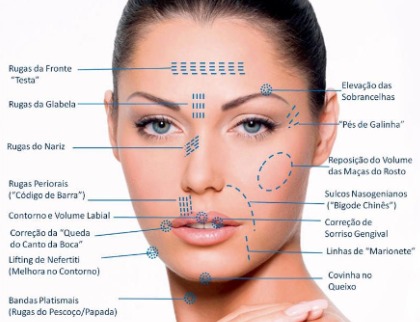 Rugas da Fronte
"Testa"
Rugas da Glabela
Rugas do Nariz
Rugas Periorais
("Código de Barra")
Contorno e Volume Labial
Correção da "Queda
do Canto da Boca"
Lifting de Nefertiti
(Melhora no Contorno)
Bandas Platismais
(Rugas do Pescoço/Papada)
Elevação das
Sobrancelhas
"Pés de Galinha"
Reposição do Volume
das Maças do Rosto
Sulcos Nasogenianos
("Bigode Chinês")
Correção de
Sorriso Gengival
Linhas de "Marionete"
Covinha no
Queixo